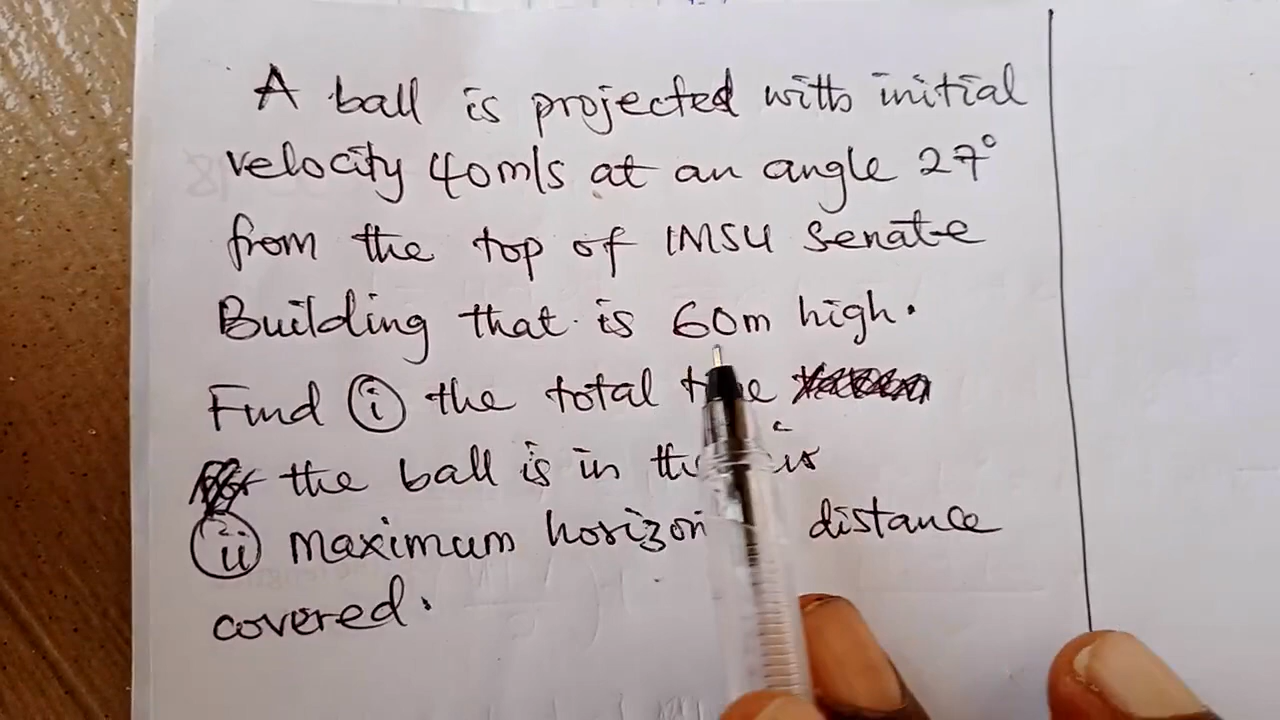 A ball is projected with initial
velocity 40m/s at an angle 27°
from the top of IMSU Senate
Building that is 60m high.
Find (i) the total
the ball is in
(ii) maximum distance
covered.